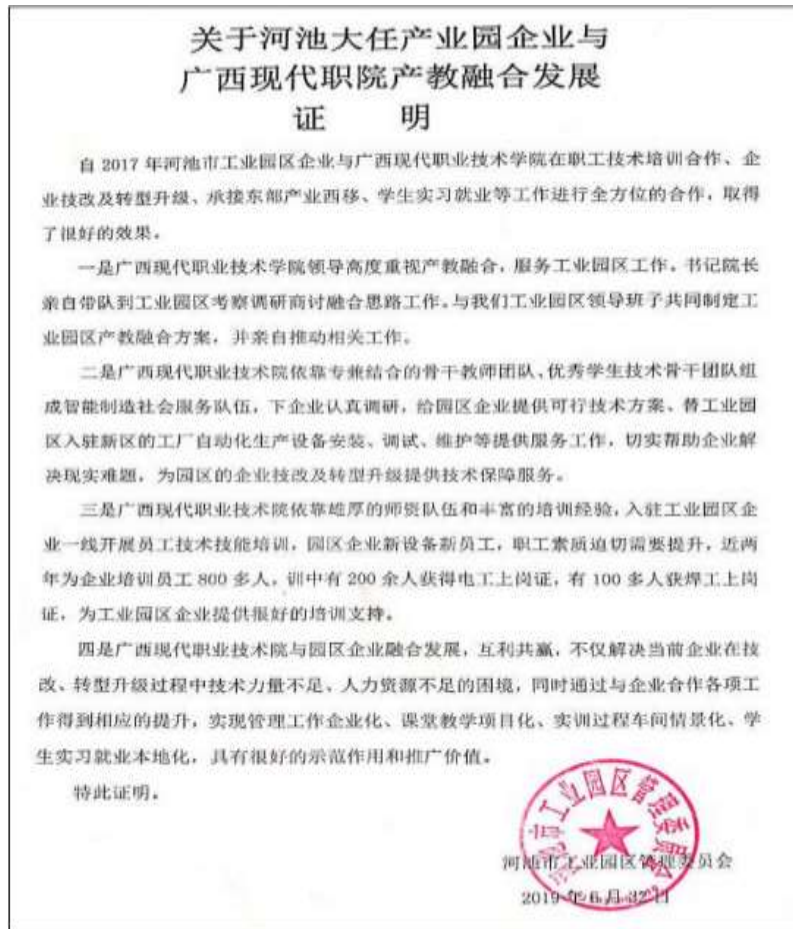 关于河池大任产业园企业与
广西现代职院产教融合发展
证 明
自 2017 年河池市工业园区企业与广西现代职业技术学院在职工技术培训合作、企
业技改及转型升级、承接东部产业西移、学生实习就业等工作进行全方位的合作，取得
了很好的效果。
一是广西现代职业技术学院领导高度重视产教融合，服务工业园区工作。书记院长
亲自带队到工业园区考察调研商讨融合思路工作。与我们工业园区领导班子共同制定工
业园区产教融合方案，并亲自推动相关工作。
二是广西现代职业技术院依靠专兼结合的骨干教师团队、优秀学生技术骨干团队组
成智能制造社会服务队伍，下企业认真调研，给园区企业提供可行技术方案、替工业园
区入驻新区的工厂自动化生产设备安装、调试、维护等提供服务工作，切实帮助企业解
决现实难题，为园区的企业技改及转型升级提供技术保障服务。
三是广西现代职业技术院依靠雄厚的师资队伍和丰富的培训经验，入驻工业园区企
业一线开展员工技术技能培训，园区企业新设备新员工，职工素质迫切需要提升，近两
年为企业培训员工 800 多人，训中有 200 余人获得电工上岗证，有 100 多人获焊工上岗
证，为工业园区企业提供很好的培训支持。
四是广西现代职业技术院与园区企业融合发展，互利共赢，不仅解决当前企业在技
改、转型升级过程中技术力量不足、人力资源不足的困境，同时通过与企业合作各项工
作得到相应的提升，实现管理工作企业化、课堂教学项目化、实训过程车间情景化、学
生实习就业本地化，具有很好的示范作用和推广价值。
特此证明。
河池市工业园区管理委员会
河池市工业园区管理委员会
2019 年 6 月 日